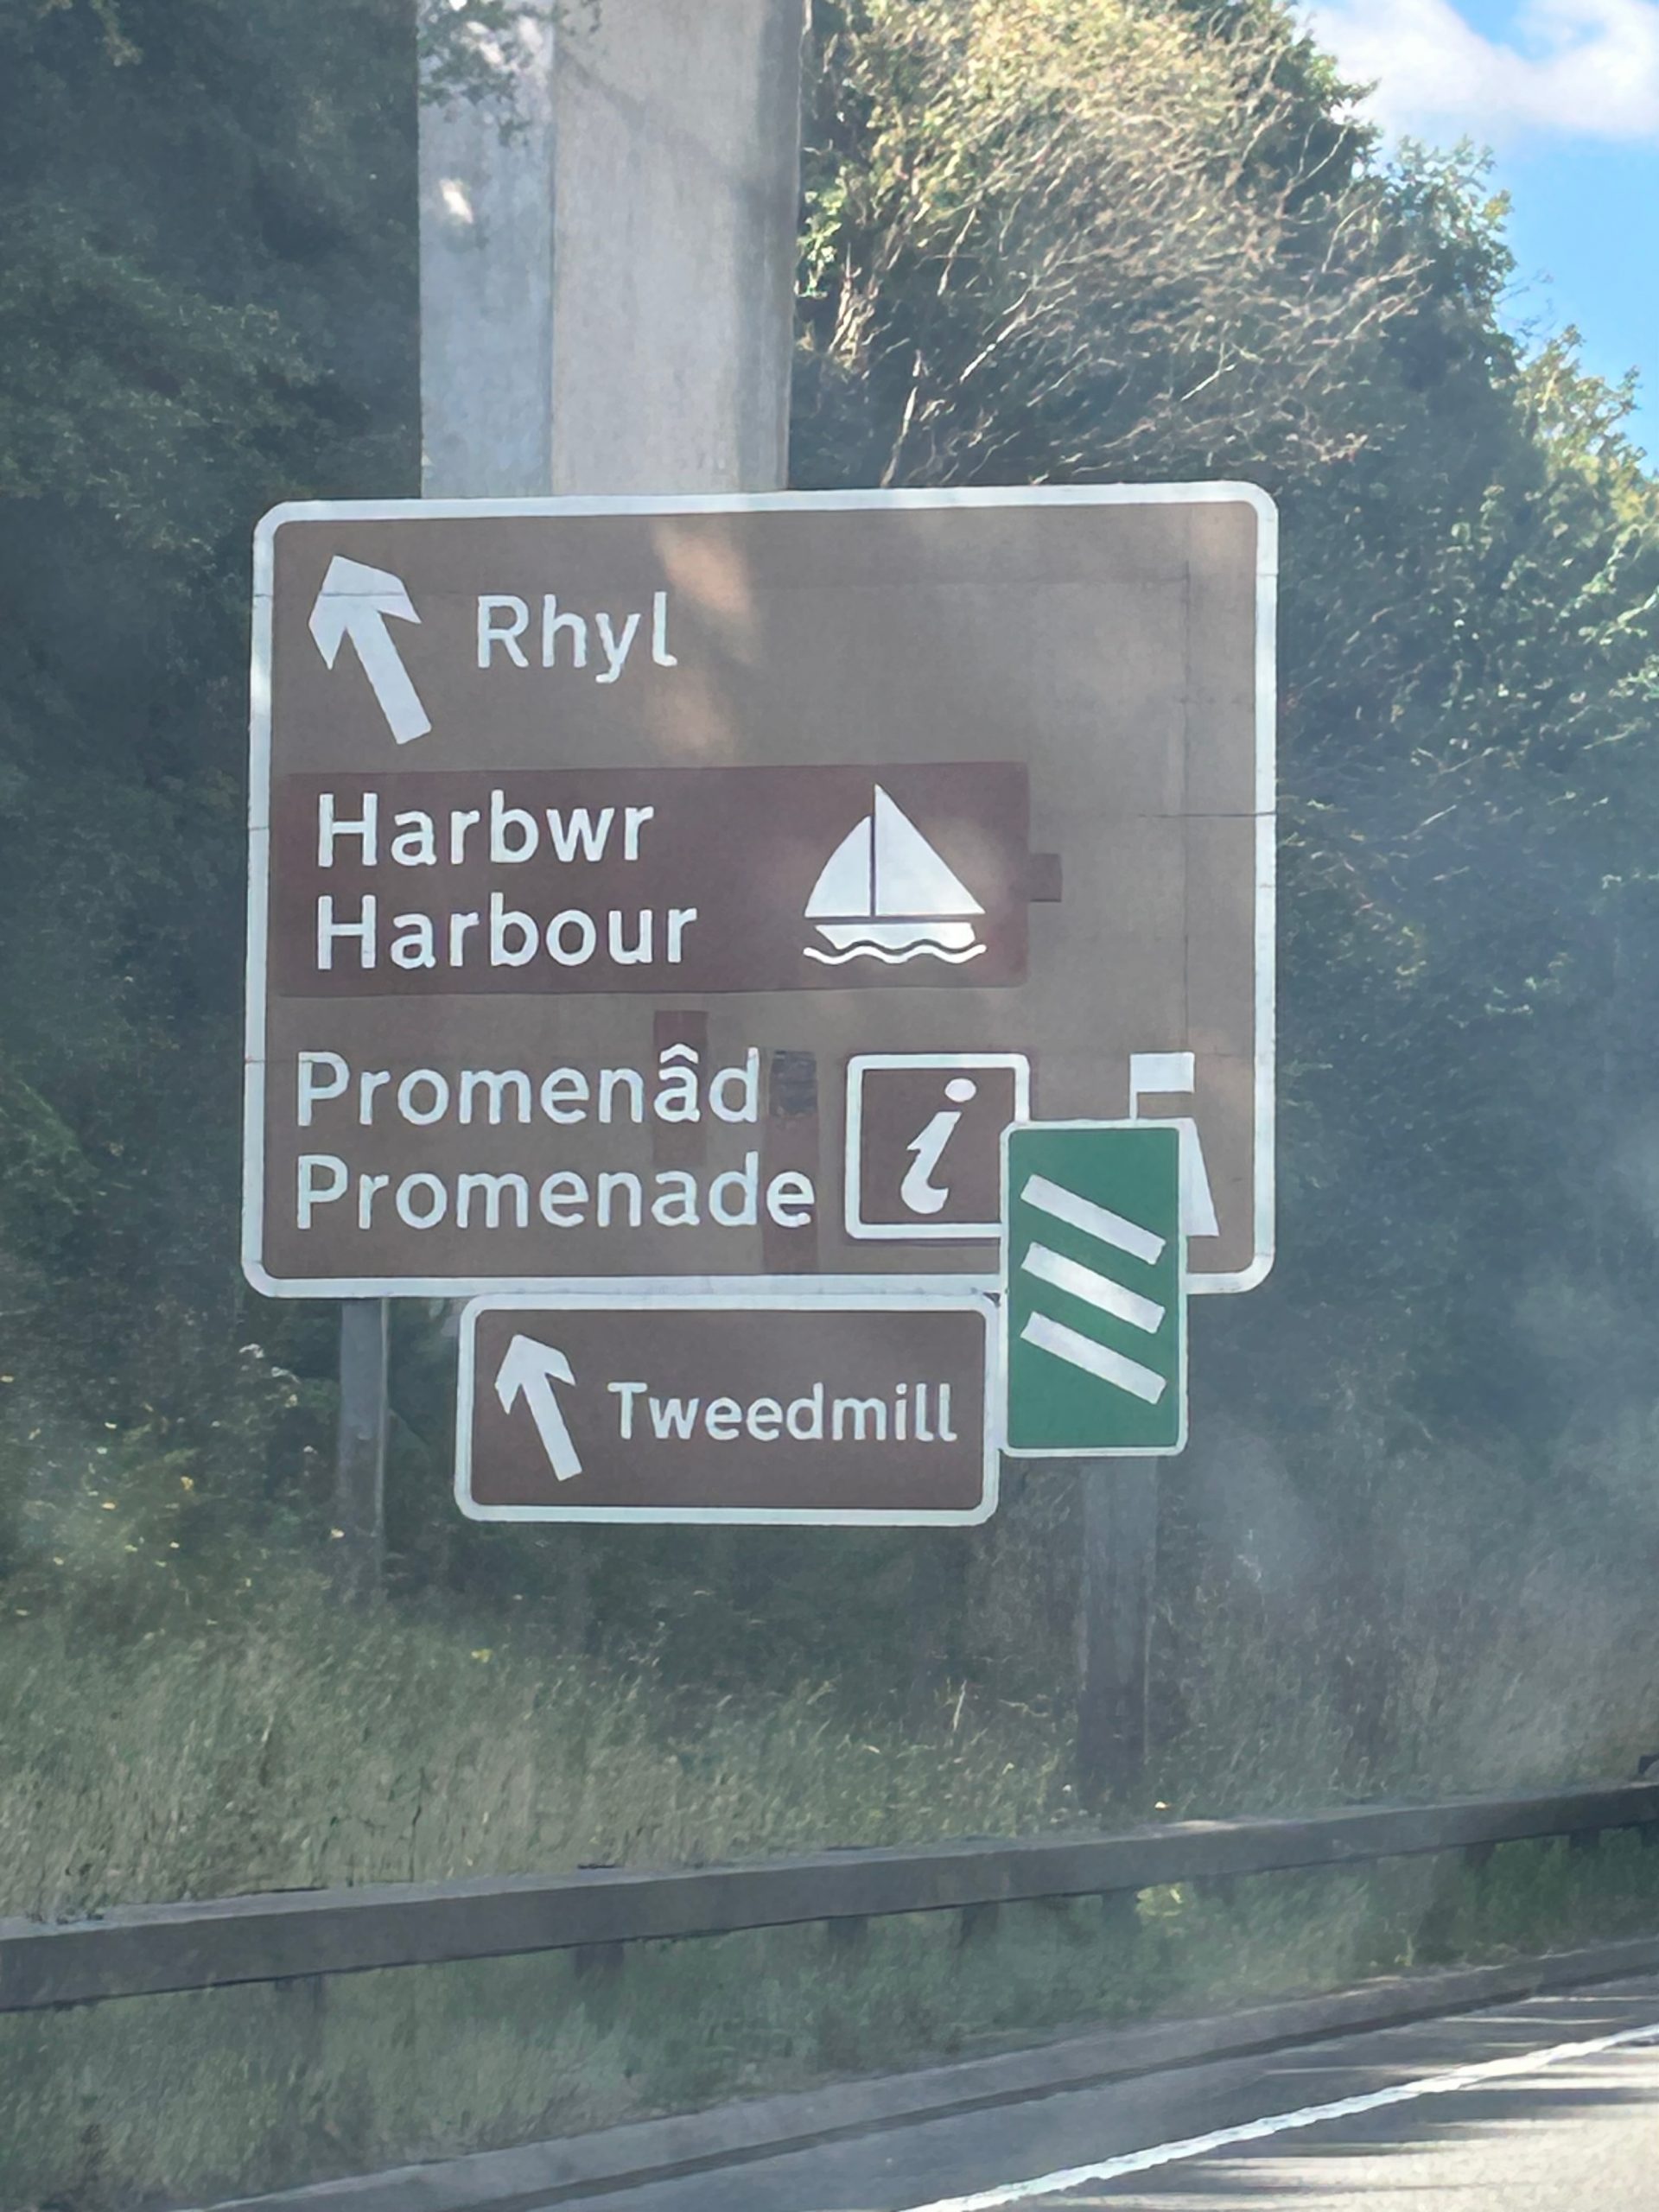 Rhyl
Harbwr
Harbour
Promenâd
Promenade
i
Tweedmill